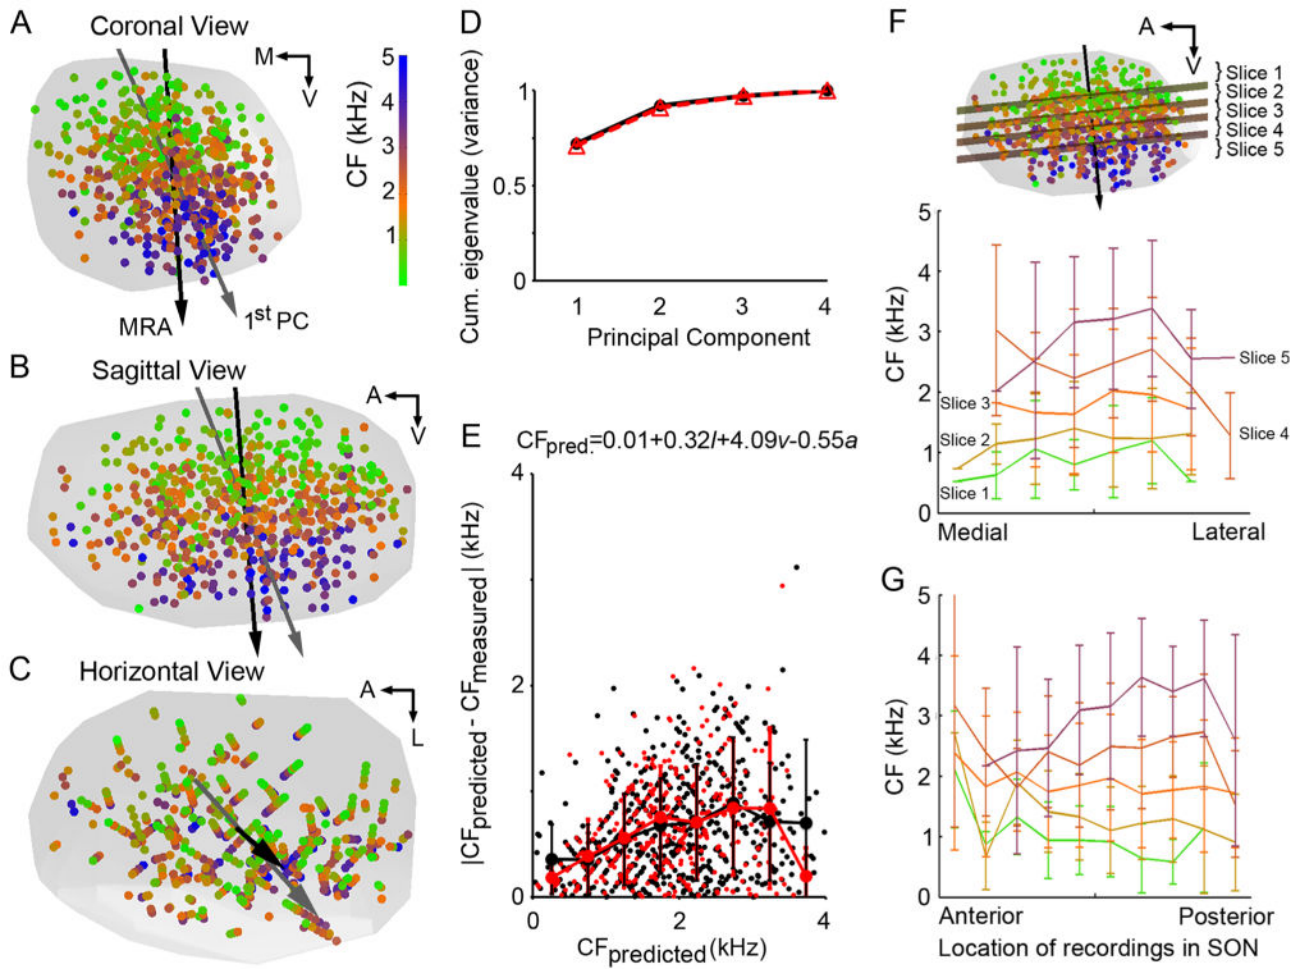 A
Coronal View
M
V
5
4
3
2
1
CF (kHz)
MRA
1st PC
B
Sagittal View
A
V
C
Horizontal View
A
L
D
Cum. eigenvalue (variance)
1
0.5
0
1 2 3 4
Principal Component
E
CFpred.=0.01+0.32l+4.09v-0.55a
|CFpredicted - CFmeasured| (kHz)
4
2
0
0 2 4
CFpredicted (kHz)
F
A
V
}Slice 1
}Slice 2
}Slice 3
}Slice 4
}Slice 5
CF (kHz)
5
4
3
2
1
0
Slice 5
Slice 3
Slice 4
Slice 2
Slice 1
Medial Lateral
G
CF (kHz)
5
4
3
2
1
0
Anterior Posterior
Location of recordings in SON